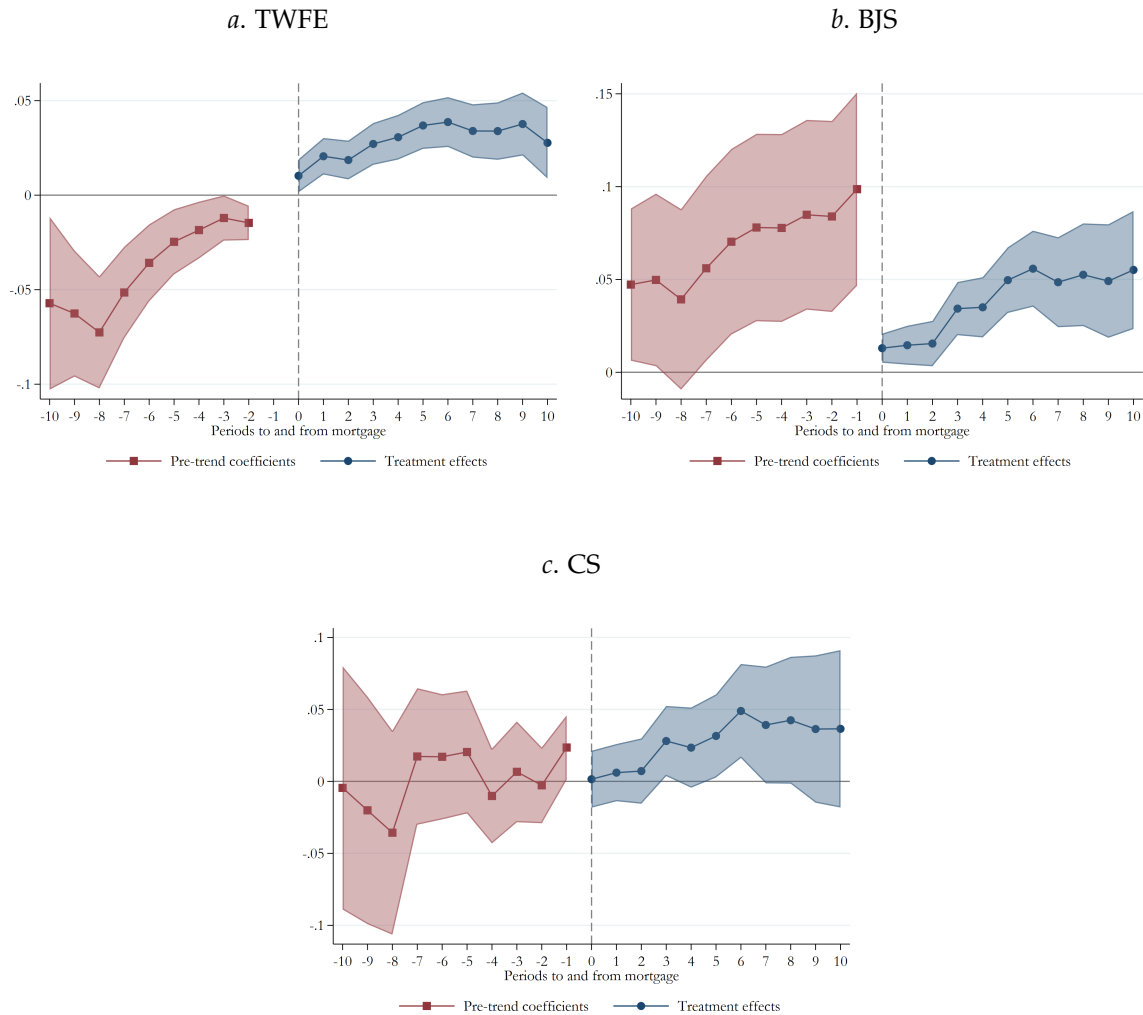 a. TWFE
.05
0
-.05
-.1
-10 -9 -8 -7 -6 -5 -4 -3 -2 -1 0 1 2 3 4 5 6 7 8 9 10
Periods to and from mortgage
Pre-trend coefficients Treatment effects
b. BJS
.15
.1
.05
0
-10 -9 -8 -7 -6 -5 -4 -3 -2 -1 0 1 2 3 4 5 6 7 8 9 10
Periods to and from mortgage
Pre-trend coefficients Treatment effects
c. CS
.1
.05
0
-.05
-.1
-10 -9 -8 -7 -6 -5 -4 -3 -2 -1 0 1 2 3 4 5 6 7 8 9 10
Periods to and from mortgage
Pre-trend coefficients Treatment effects